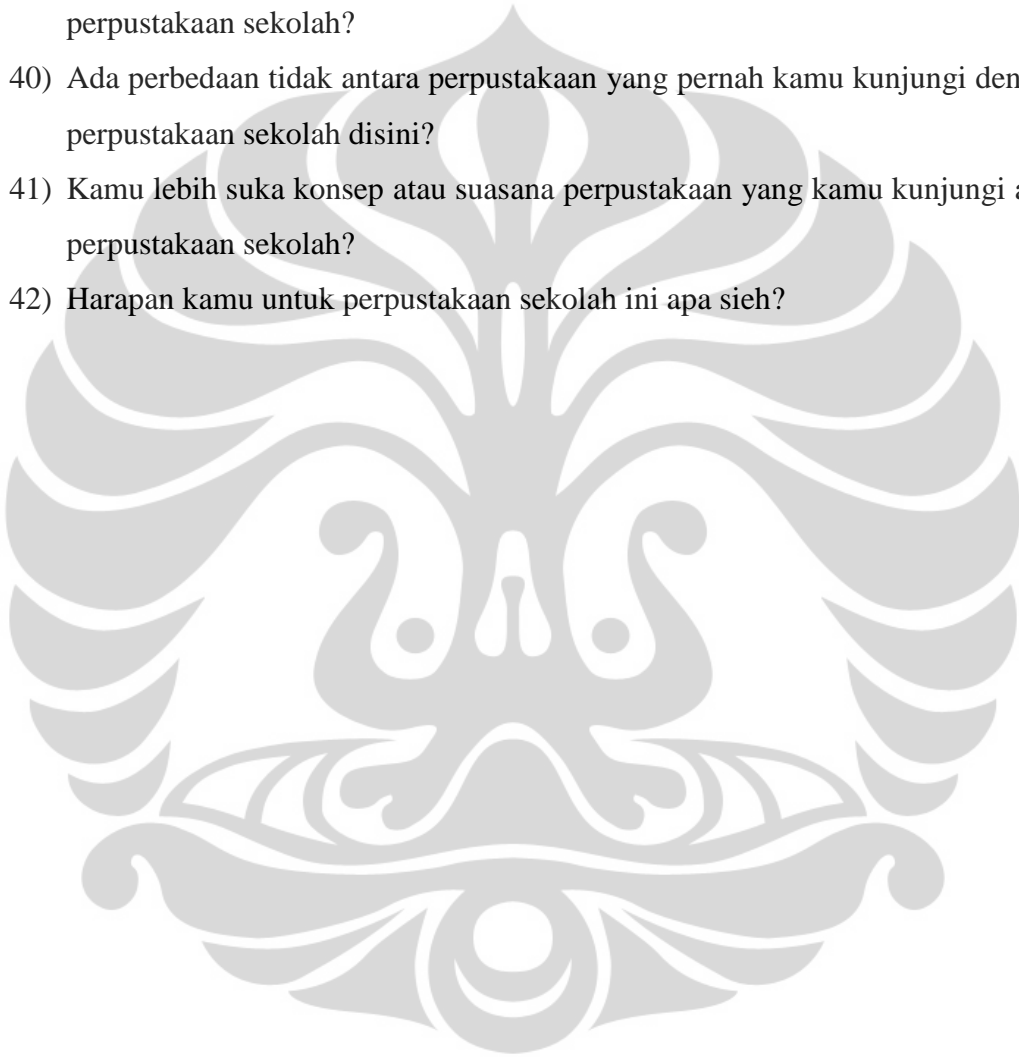 perpustakaan sekolah?
40) Ada perbedaan tidak antara perpustakaan yang pernah kamu kunjungi den
perpustakaan sekolah disini?
41) Kamu lebih suka konsep atau suasana perpustakaan yang kamu kunjungi a
perpustakaan sekolah?
42) Harapan kamu untuk perpustakaan sekolah ini apa sieh?